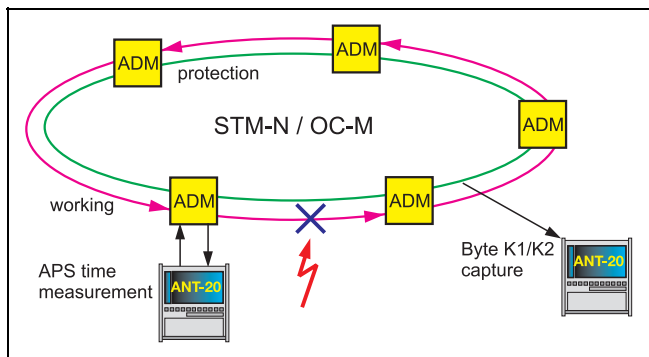 ADM
ADM
protection
STM-N / OC-M
ADM
working
ADM
ADM
APS time
measurement
Byte K1/K2
capture
ANT-20
ANT-20